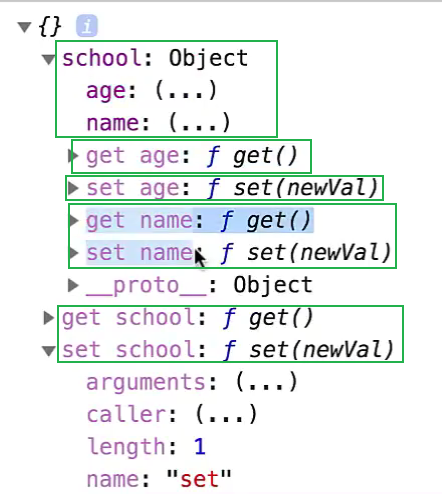 {} i
school: Object
age: (...)
name: (...)
get age: ƒ get()
set age: ƒ set(newVal)
get name: ƒ get()
set name: ƒ set(newVal)
__proto__: Object
get school: ƒ get()
set school: ƒ set(newVal)
arguments: (...)
caller: (...)
length: 1
name: "set"